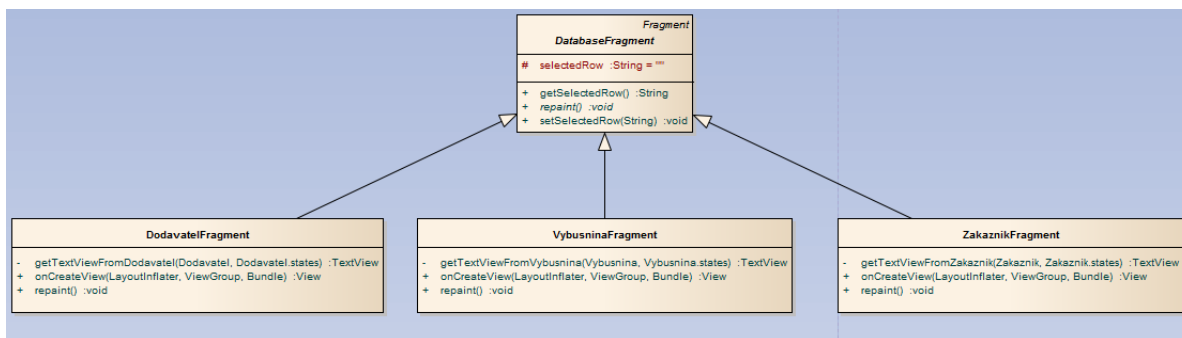 Fragment
DatabaseFragment
# selectedRow :String = ""
+ getSelectedRow() :String
+ repaint() :void
+ setSelectedRow(String) :void
DodavatelFragment
- getTextViewFromDodavatel(Dodavatel, Dodavatel.states) :TextView
+ onCreateView(LayoutInflater, ViewGroup, Bundle) :View
+ repaint() :void
VybusninaFragment
- getTextViewFromVybusnina(Vybusnina, Vybusnina.states) :TextView
+ onCreateView(LayoutInflater, ViewGroup, Bundle) :View
+ repaint() :void
ZakaznikFragment
- getTextViewFromZakaznik(Zakaznik, Zakaznik.states) :TextView
+ onCreateView(LayoutInflater, ViewGroup, Bundle) :View
+ repaint() :void